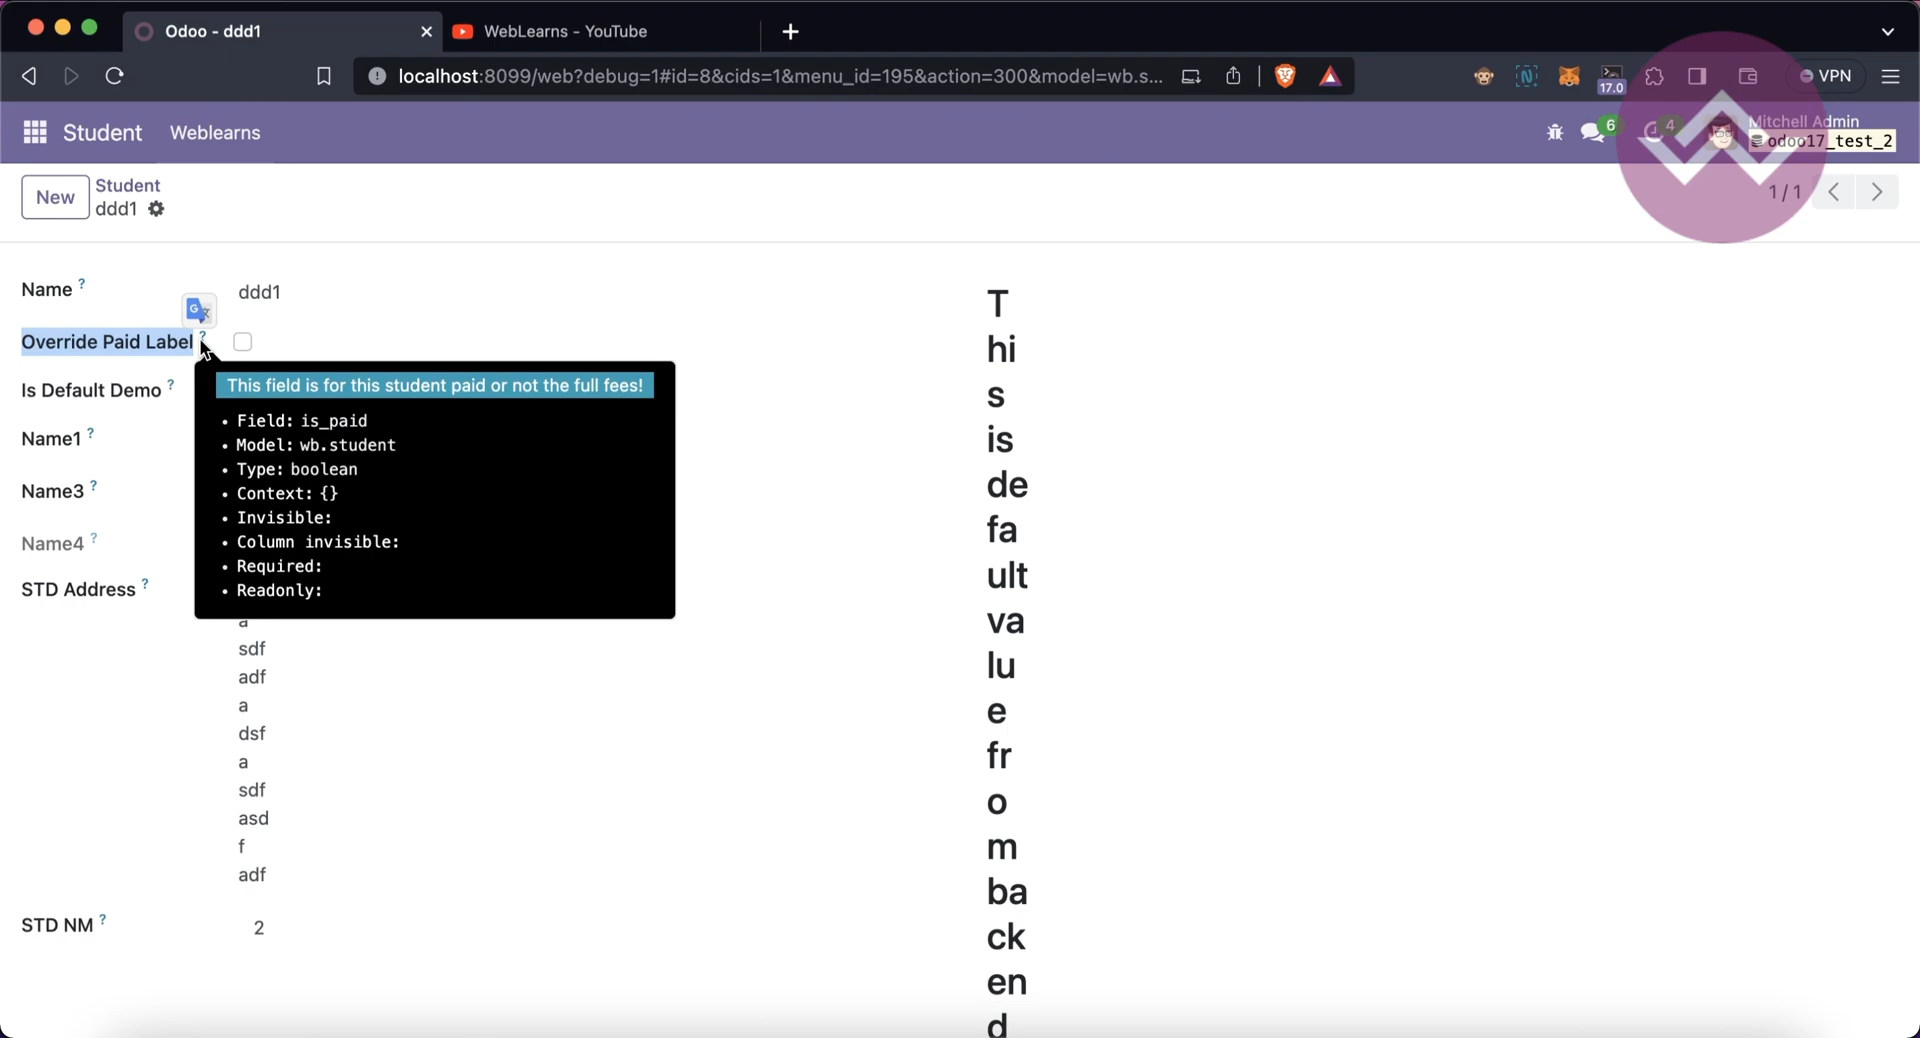 Odoo - ddd1
WebLearns - YouTube
localhost:8099/web?debug=1#id=8&cids=1&menu_id=195&action=300&model=wb.s...
17.0
VPN
Student
Weblearns
6
4
Mitchell Admin
odoo17_test_2
New
Student
ddd1
1 / 1
Name ?
ddd1
Override Paid Label ?
This field is for this student paid or not the full fees!
• Field: is_paid
• Model: wb.student
• Type: boolean
• Context: {}
• Invisible:
• Column invisible:
• Required:
• Readonly:
Is Default Demo ?
Name1 ?
Name3 ?
Name4 ?
STD Address ?
a
sdf
adf
a
dsf
a
sdf
asd
f
adf
STD NM ?
2
T
hi
s
is
de
fa
ult
va
lu
e
fr
o
m
ba
ck
en
d